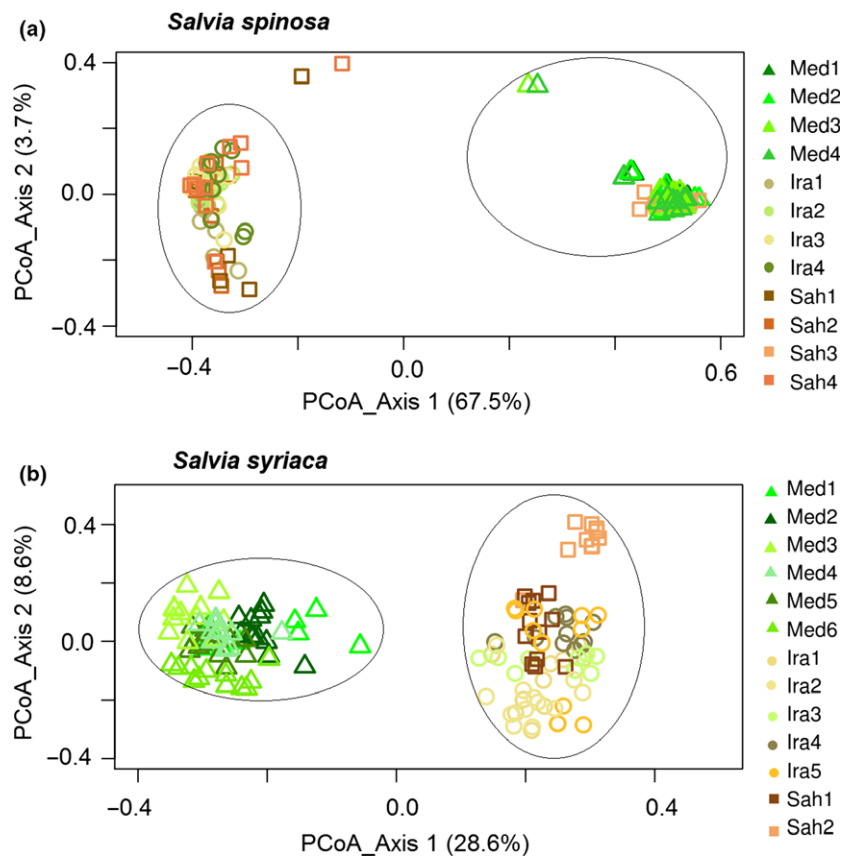 (a)
Salvia spinosa
PCoA_Axis 2 (3.7%)
0.4
0.0
−0.4
−0.4
0.0
0.6
PCoA_Axis 1 (67.5%)
Med1
Med2
Med3
Med4
Ira1
Ira2
Ira3
Ira4
Sah1
Sah2
Sah3
Sah4
(b)
Salvia syriaca
PCoA_Axis 2 (8.6%)
0.4
0.0
−0.4
−0.4
0.0
0.4
PCoA_Axis 1 (28.6%)
Med1
Med2
Med3
Med4
Med5
Med6
Ira1
Ira2
Ira3
Ira4
Ira5
Sah1
Sah2